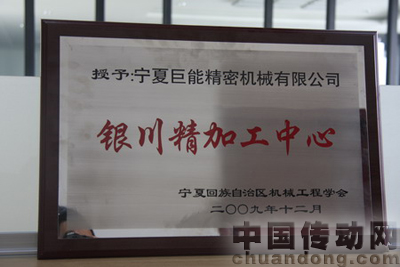 授予:宁夏巨能精密机械有限公司
银川精加工中心
宁夏回族自治区机械工程学会
二〇〇九年十二月
中国传动网
chuandong.com